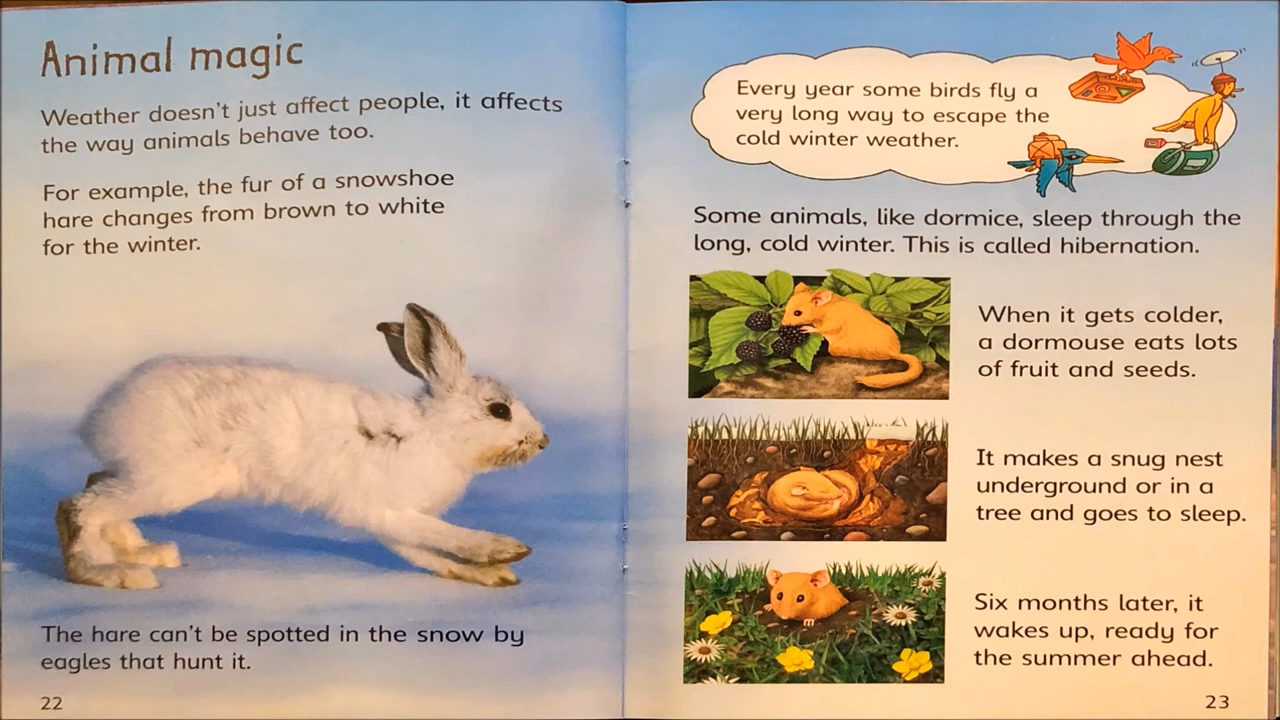 Animal magic
Weather doesn't just affect people, it affects
the way animals behave too.
For example, the fur of a snowshoe
hare changes from brown to white
for the winter.
The hare can't be spotted in the snow by
eagles that hunt it.
22
Every year some birds fly a
very long way to escape the
cold winter weather.
Some animals, like dormice, sleep through the
long, cold winter. This is called hibernation.
When it gets colder,
a dormouse eats lots
of fruit and seeds.
It makes a snug nest
underground or in a
tree and goes to sleep.
Six months later, it
wakes up, ready for
the summer ahead.
23